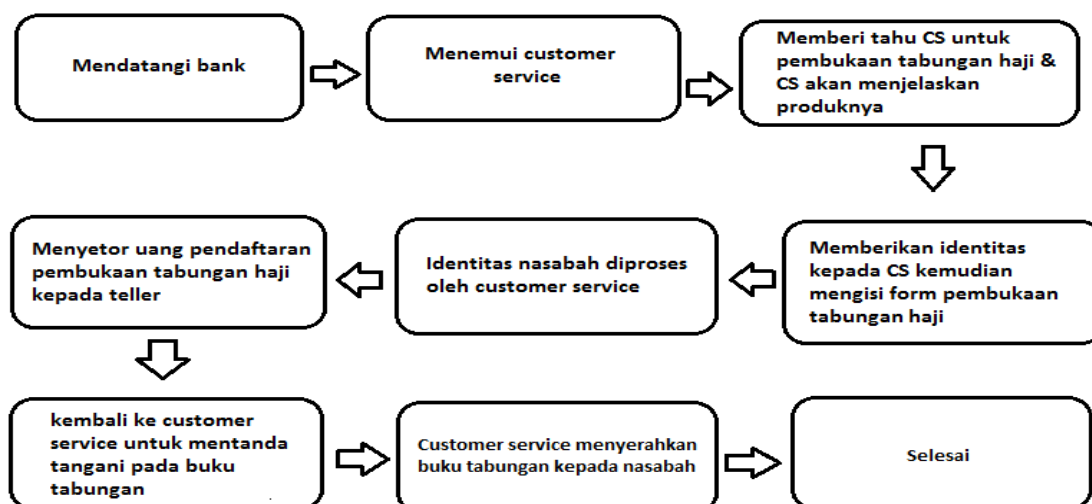 Mendatangi bank
Menemui customer
service
Memberi tahu CS untuk
pembukaan tabungan haji &
CS akan menjelaskan
produknya
Memberikan identitas
kepada CS kemudian
mengisi form pembukaan
tabungan haji
Identitas nasabah diproses
oleh customer service
Menyetor uang pendaftaran
pembukaan tabungan haji
kepada teller
kembali ke customer
service untuk mentanda
tangani pada buku
tabungan
Customer service menyerahkan
buku tabungan kepada nasabah
Selesai